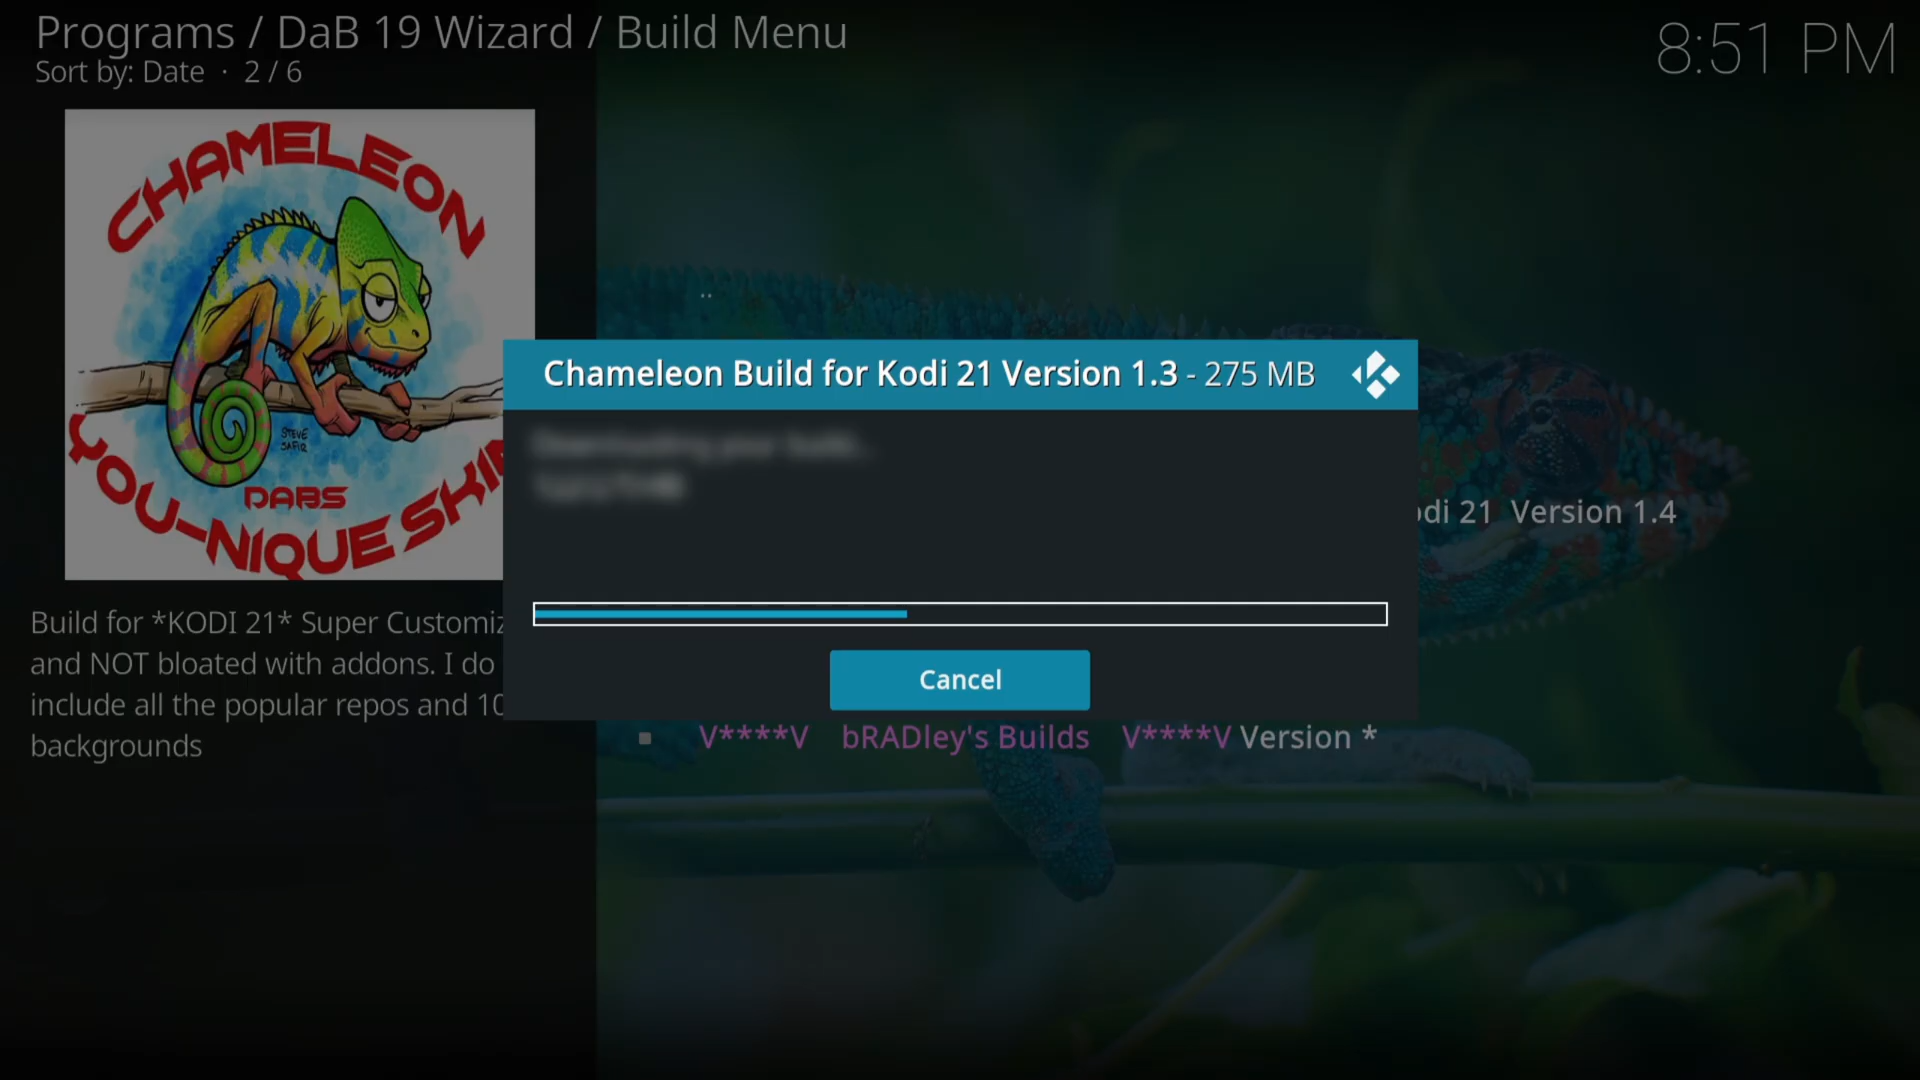 Programs / DaB 19 Wizard / Build Menu
Sort by: Date · 2 / 6
8:51 PM
CHAMELEON
STEVE
SAFIR
DABS
YOU-NIQUE SKIN
Build for *KODI 21* Super Customiz
and NOT bloated with addons. I do
include all the popular repos and 10
backgrounds
..
Chameleon Build for Kodi 21 Version 1.3 - 275 MB
Cancel
odi 21 Version 1.4
V****V bRADley's Builds V****V Version *